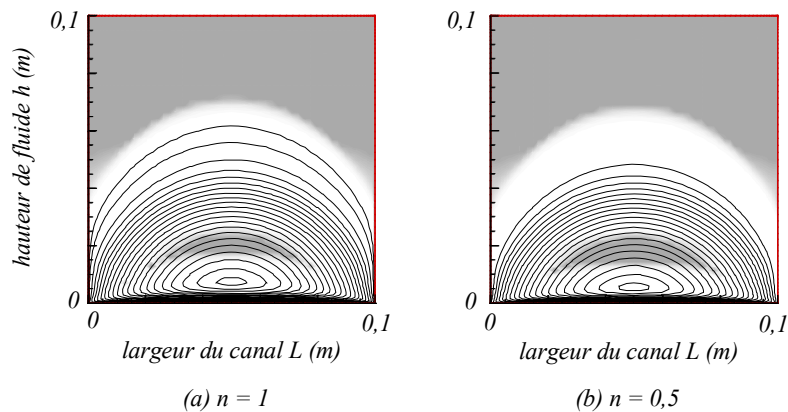 0,1
hauteur de fluide h (m)
0
0
0,1
largeur du canal L (m)
(a) n = 1
0,1
0
0
0,1
largeur du canal L (m)
(b) n = 0,5